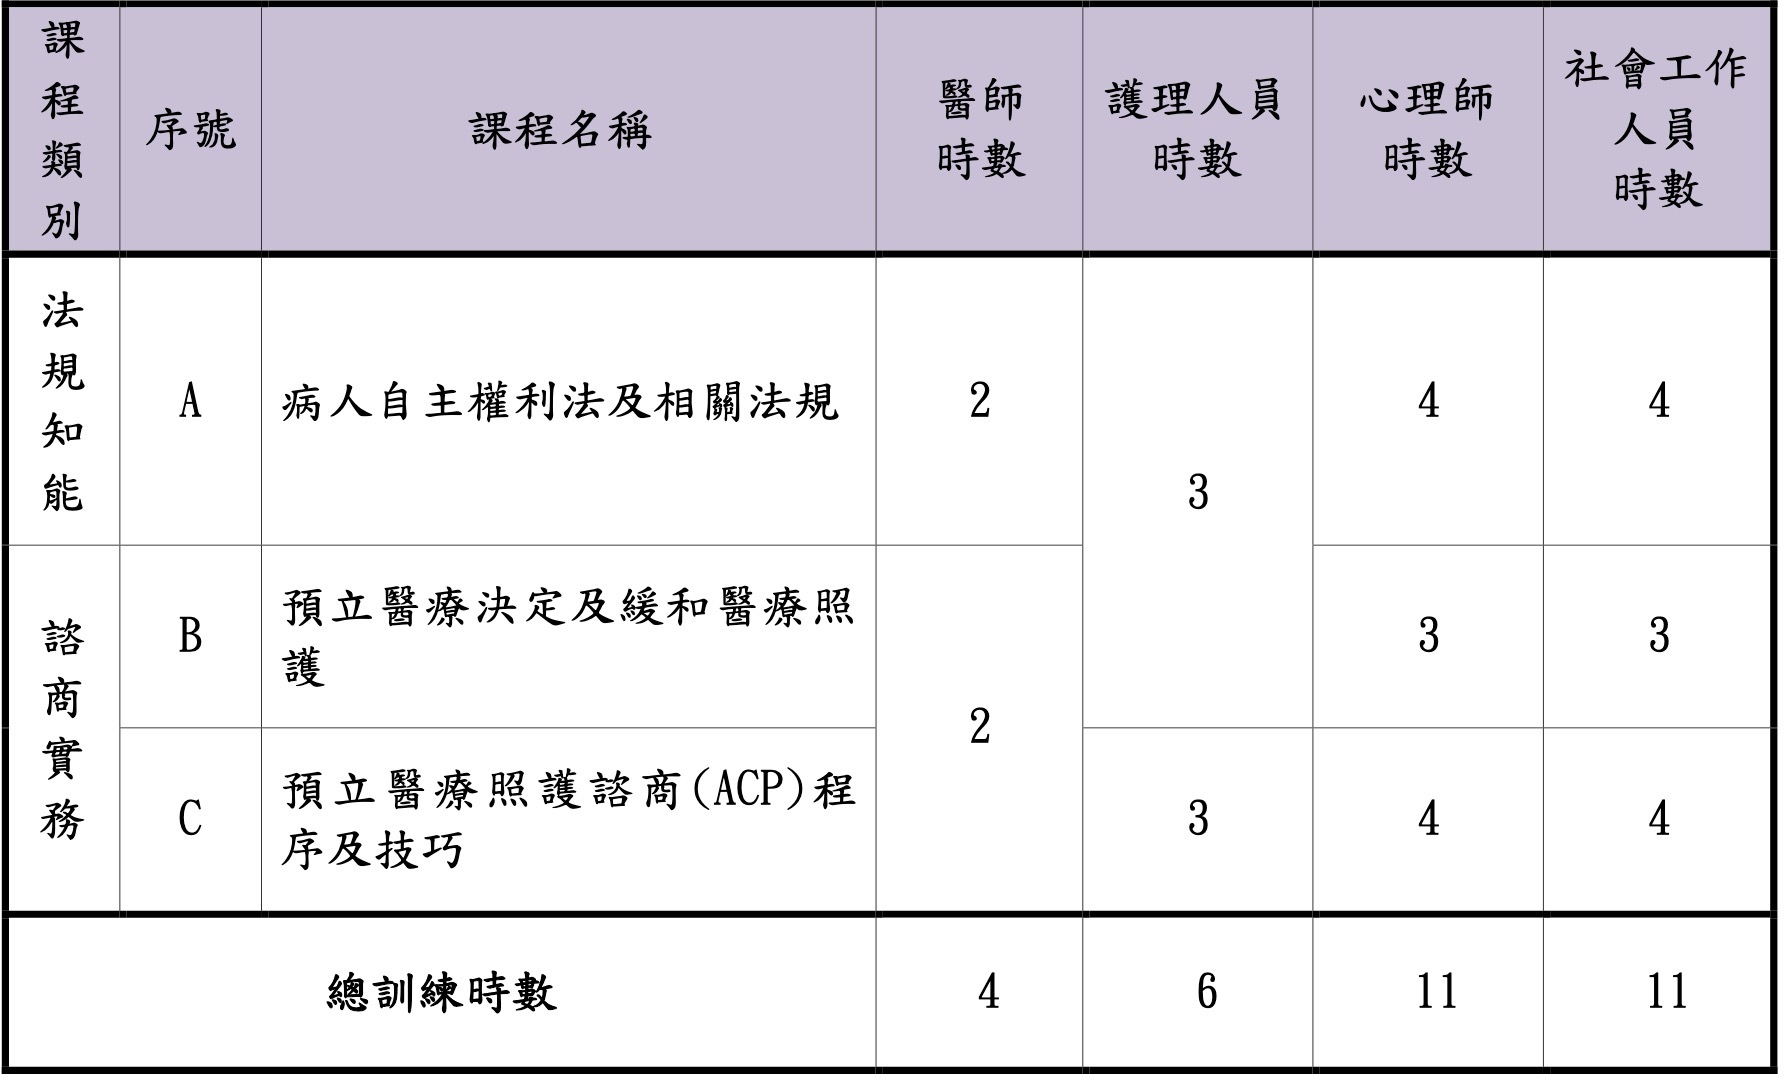 課程類別
序號
課程名稱
醫師
時數
護理人員
時數
心理師
時數
社會工作
人員
時數
法規知能
A
病人自主權利法及相關法規
2
3
4
4
諮商實務
B
預立醫療決定及緩和醫療照
護
2
3
3
C
預立醫療照護諮商(ACP)程
序及技巧
3
4
4
總訓練時數
4
6
11
11